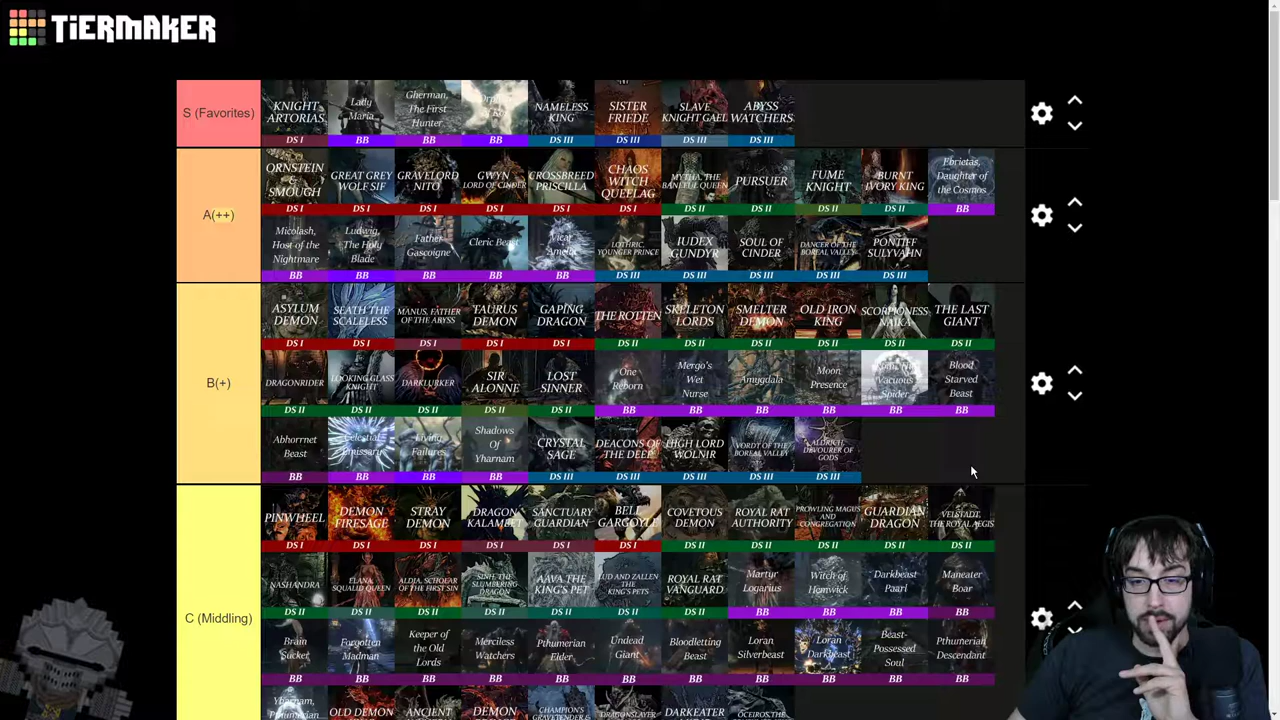 TIERMAKER
S (Favorites)
KNIGHT ARTORIAS
DS I
Lady Maria
BB
Gherman, The First Hunter
BB
BB
NAMELESS KING
DS III
SISTER FRIEDE
DS III
SLAVE KNIGHT GAEL
DS III
ABYSS WATCHERS
DS III
A(++)
ORNSTEIN SMOUGH
DS I
GREAT GREY WOLF SIF
DS I
GRAVELORD NITO
DS I
GWYN LORD OF CINDER
DS I
CROSSBREED PRISCILLA
DS I
CHAOS WITCH QUEELAG
DS I
MYTHA, THE BANEFUL QUEEN
DS II
PURSUER
DS II
FUME KNIGHT
DS II
BURNT IVORY KING
DS II
Ebrietas, Daughter of the Cosmos
BB
Micolash, Host of the Nightmare
BB
Ludwig, The Holy Blade
BB
Father Gascoigne
BB
Cleric Beast
BB
Vicar Amelia
BB
LOTHRIC, YOUNGER PRINCE
DS III
IUDEX GUNDYR
DS III
SOUL OF CINDER
DS III
DANCER OF THE BOREAL VALLEY
DS III
PONTIFF SULYVAHN
DS III
B(+)
ASYLUM DEMON
DS I
SEATH THE SCALELESS
DS I
MANUS, FATHER OF THE ABYSS
DS I
TAURUS DEMON
DS I
GAPING DRAGON
DS I
THE ROTTEN
DS II
SKELETON LORDS
DS II
SMELTER DEMON
DS II
OLD IRON KING
DS II
SCORPIONESS NAJKA
DS II
THE LAST GIANT
DS II
DRAGONRIDER
DS II
LOOKING GLASS KNIGHT
DS II
DARKLURKER
DS II
SIR ALONNE
DS II
LOST SINNER
DS II
One Reborn
BB
Mergo's Wet Nurse
BB
Amygdala
BB
Moon Presence
BB
Vacuous Spider
BB
Blood Starved Beast
BB
Abhorrnet Beast
BB
Celestial Emissary
BB
Living Failures
BB
Shadows Of Yharnam
BB
CRYSTAL SAGE
DS III
DEACONS OF THE DEEP
DS III
HIGH LORD WOLNIR
DS III
VORDT OF THE BOREAL VALLEY
DS III
ALDRICH, DEVOURER OF GODS
DS III
C (Middling)
PINWHEEL
DS I
DEMON FIRESAGE
DS I
STRAY DEMON
DS I
DRAGON KALAMEET
DS I
SANCTUARY GUARDIAN
DS I
BELL GARGOYLE
DS I
COVETOUS DEMON
DS II
ROYAL RAT AUTHORITY
DS II
PROWLING MAGUS AND CONGREGATION
DS II
GUARDIAN DRAGON
DS II
VELSTADT, THE ROYAL AEGIS
DS II
NASHANDRA
DS II
ELANA, SQUALID QUEEN
DS II
ALDIA, SCHOLAR OF THE FIRST SIN
DS II
SINH, THE SLUMBERING DRAGON
DS II
AAVA THE KING'S PET
DS II
LUD AND ZALLEN THE KING'S PETS
DS II
ROYAL RAT VANGUARD
DS II
Martyr Logarius
BB
Witch of Hemwick
BB
Darkbeast Paarl
BB
Maneater Boar
BB
Brain Sucker
BB
Forgotten Madman
BB
Keeper of the Old Lords
BB
Merciless Watchers
BB
Pthumerian Elder
BB
Undead Giant
BB
Bloodletting Beast
BB
Loran Silverbeast
BB
Loran Darkbeast
BB
Beast-Possessed Soul
BB
Pthumerian Descendant
BB
Yharnam,
OLD DEMON
ANCIENT
DEMON
CHAMPION'S
DRAGONSLAYER
DARKEATER
OCEIROS, THE